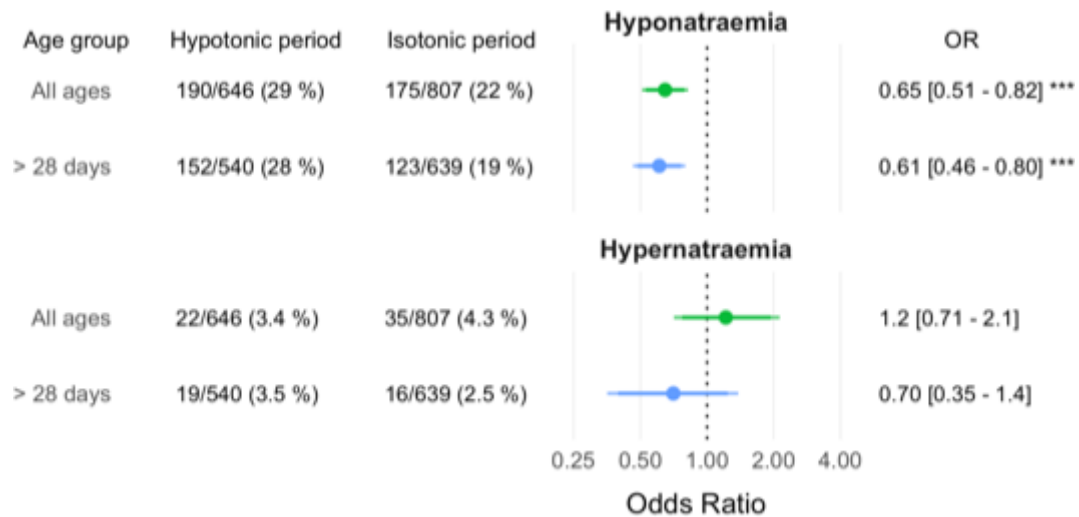 Hyponatraemia
Age group Hypotonic period Isotonic period OR
All ages 190/646 (29 %) 175/807 (22 %) 0.65 [0.51 - 0.82] ***
> 28 days 152/540 (28 %) 123/639 (19 %) 0.61 [0.46 - 0.80] ***
Hypernatraemia
All ages 22/646 (3.4 %) 35/807 (4.3 %) 1.2 [0.71 - 2.1]
> 28 days 19/540 (3.5 %) 16/639 (2.5 %) 0.70 [0.35 - 1.4]
0.25 0.50 1.00 2.00 4.00
Odds Ratio